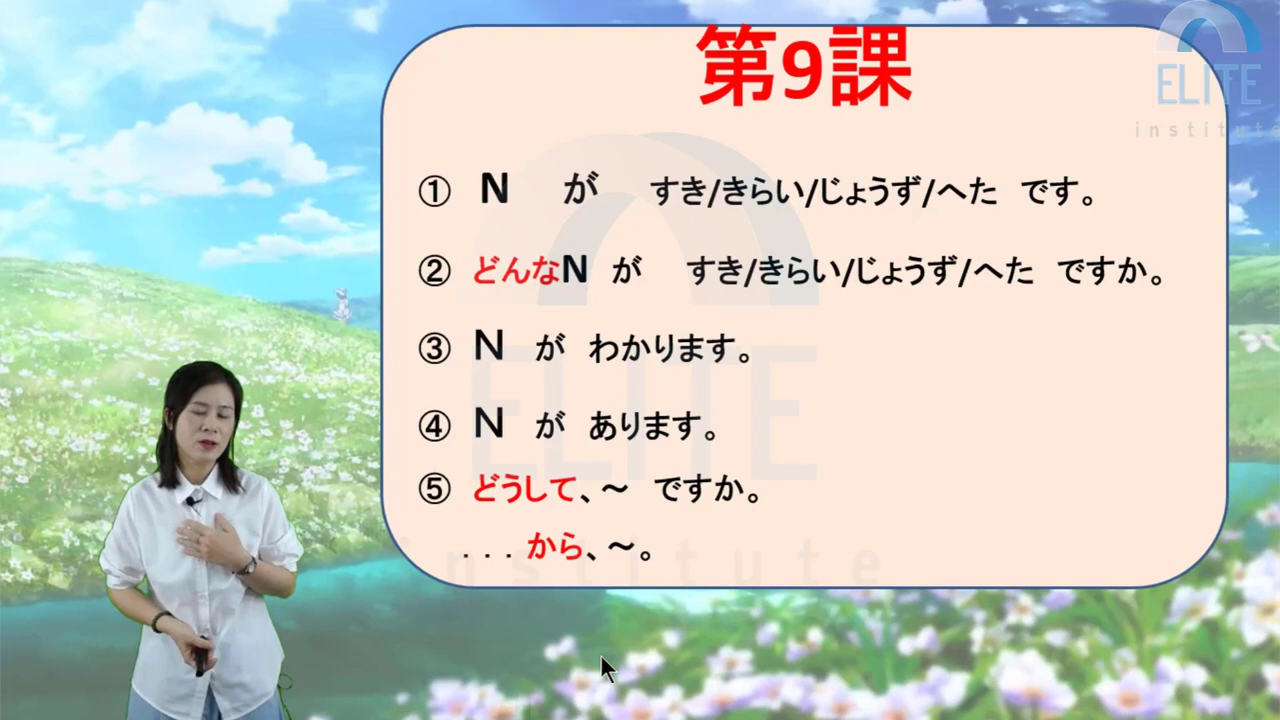 第9課
ELITE
institute
① N が すき/きらい/じょうず/へた です。
② どんなN が すき/きらい/じょうず/へた ですか。
③ N が わかります。
④ N が あります。
⑤ どうして、～ ですか。
...から、～。
ELITE
institute